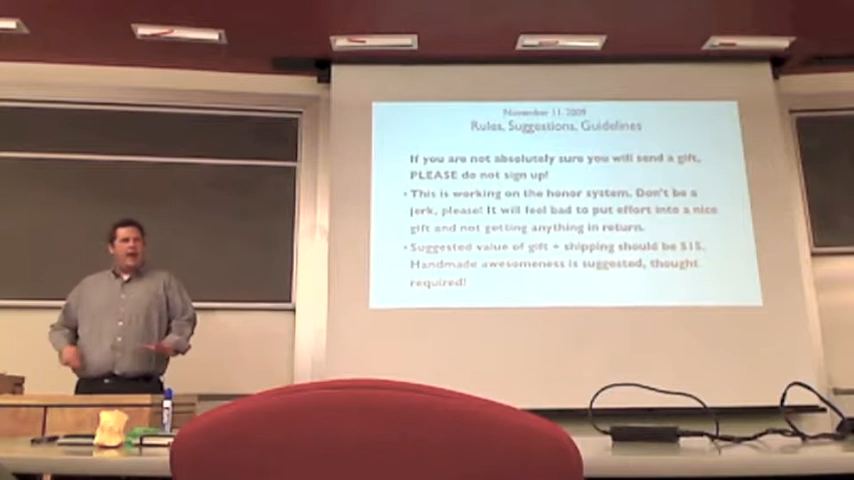 November 11, 2009
Rules, Suggestions, Guidelines
If you are not absolutely sure you will send a gift,
PLEASE do not sign up!
• This is working on the honor system. Don't be a
jerk, please! It will feel bad to put effort into a nice
gift and not getting anything in return.
• Suggested value of gift + shipping should be $15.
Handmade awesomeness is suggested, thought
required!